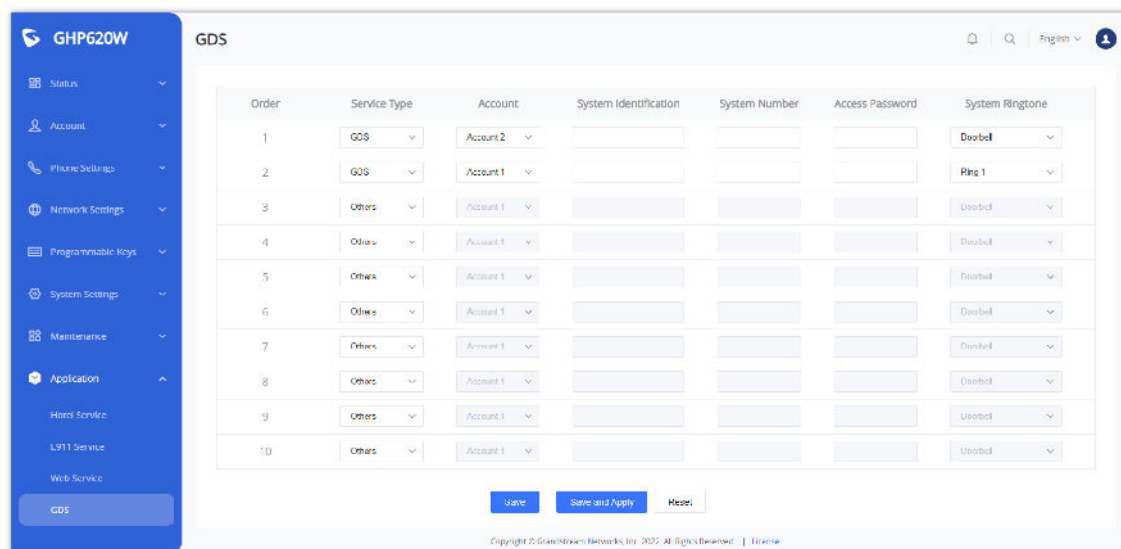 GHP620W
GDS
English
Status
Account
Phone Settings
Network Settings
Programmable Keys
System Settings
Maintenance
Application
Hotel Service
E911 Service
Web Service
GDS
Order Service Type Account System Identification System Number Access Password System Ringtone
1 GDS Account 2 Doorbell
2 GDS Account 1 Ring 1
3 Others Account 1 Doorbell
4 Others Account 1 Doorbell
5 Others Account 1 Doorbell
6 Others Account 1 Doorbell
7 Others Account 1 Doorbell
8 Others Account 1 Doorbell
9 Others Account 1 Doorbell
10 Others Account 1 Doorbell
Save Save and Apply Reset
Copyright © Grandstream Networks, Inc. 2022. All Rights Reserved. | License